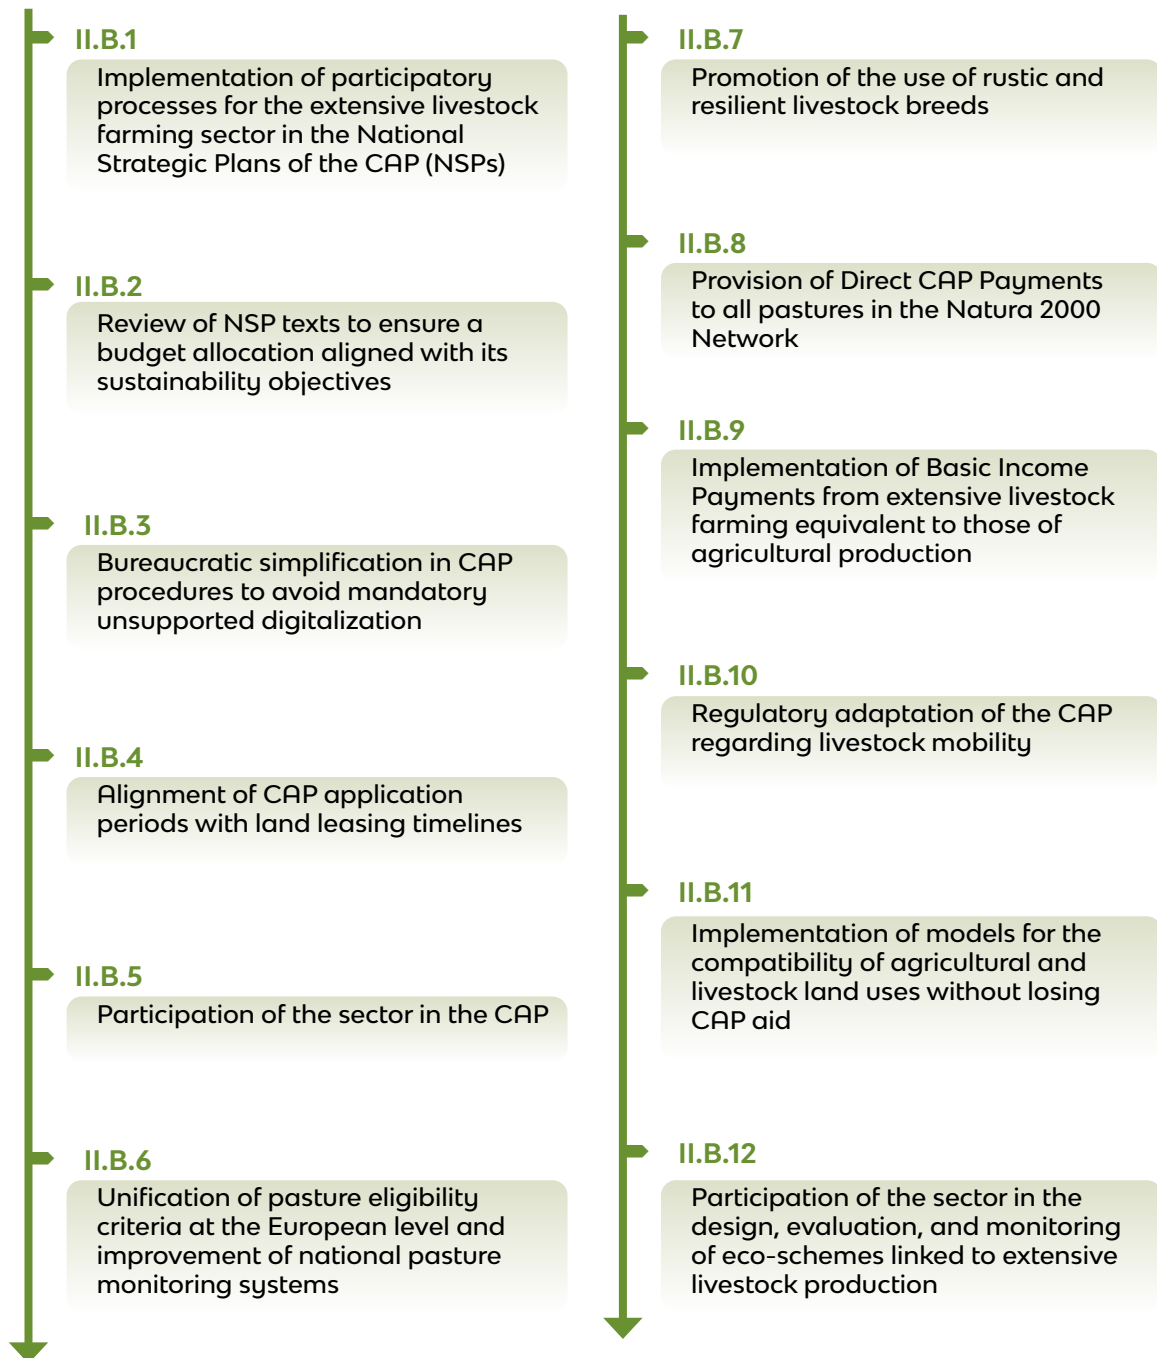 II.B.1
Implementation of participatory
processes for the extensive livestock
farming sector in the National
Strategic Plans of the CAP (NSPs)
II.B.2
Review of NSP texts to ensure a
budget allocation aligned with its
sustainability objectives
II.B.3
Bureaucratic simplification in CAP
procedures to avoid mandatory
unsupported digitalization
II.B.4
Alignment of CAP application
periods with land leasing timelines
II.B.5
Participation of the sector in the CAP
II.B.6
Unification of pasture eligibility
criteria at the European level and
improvement of national pasture
monitoring systems
II.B.7
Promotion of the use of rustic and
resilient livestock breeds
II.B.8
Provision of Direct CAP Payments
to all pastures in the Natura 2000
Network
II.B.9
Implementation of Basic Income
Payments from extensive livestock
farming equivalent to those of
agricultural production
II.B.10
Regulatory adaptation of the CAP
regarding livestock mobility
II.B.11
Implementation of models for the
compatibility of agricultural and
livestock land uses without losing
CAP aid
II.B.12
Participation of the sector in the
design, evaluation, and monitoring
of eco-schemes linked to extensive
livestock production